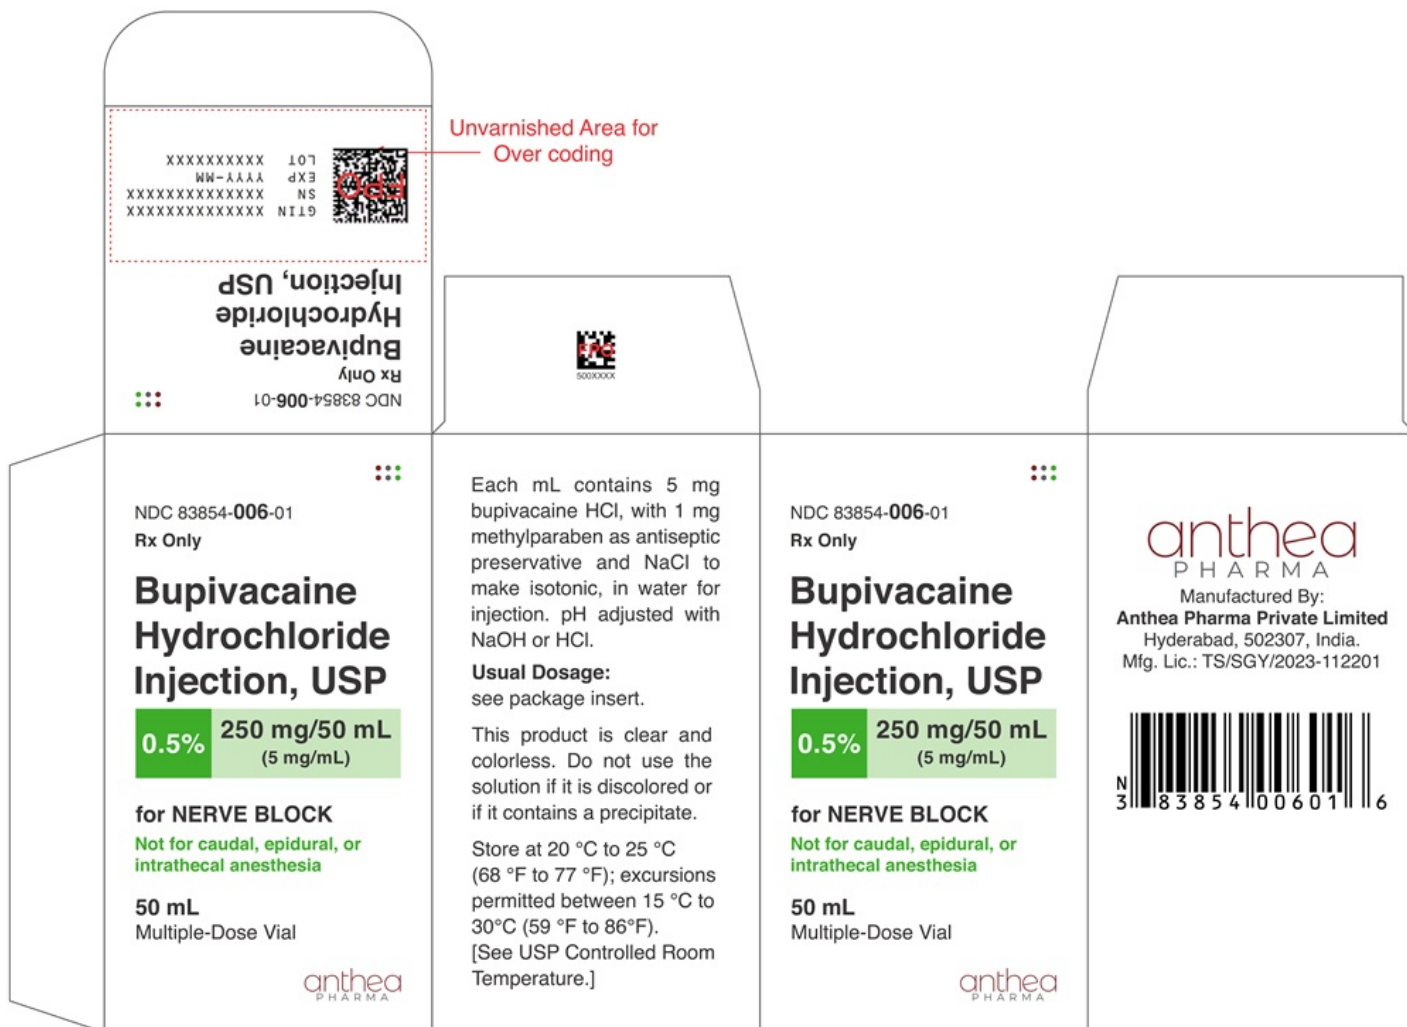 Unvarnished Area for
Over coding
GTIN XXXXXXXXXXXXXXX
SN XXXXXXXXXXXXXXX
EXP YYYY-MM
LOT XXXXXXXXXXX
FPO
NDC 83854-006-01
Rx Only
Bupivacaine
Hydrochloride
Injection, USP
FPO
500XXXX
NDC 83854-006-01
Rx Only
Bupivacaine
Hydrochloride
Injection, USP
0.5%
250 mg/50 mL
(5 mg/mL)
for NERVE BLOCK
Not for caudal, epidural, or
intrathecal anesthesia
50 mL
Multiple-Dose Vial
anthea
PHARMA
Each mL contains 5 mg
bupivacaine HCl, with 1 mg
methylparaben as antiseptic
preservative and NaCl to
make isotonic, in water for
injection. pH adjusted with
NaOH or HCl.
Usual Dosage:
see package insert.
This product is clear and
colorless. Do not use the
solution if it is discolored or
if it contains a precipitate.
Store at 20 °C to 25 °C
(68 °F to 77 °F); excursions
permitted between 15 °C to
30°C (59 °F to 86°F).
[See USP Controlled Room
Temperature.]
NDC 83854-006-01
Rx Only
Bupivacaine
Hydrochloride
Injection, USP
0.5%
250 mg/50 mL
(5 mg/mL)
for NERVE BLOCK
Not for caudal, epidural, or
intrathecal anesthesia
50 mL
Multiple-Dose Vial
anthea
PHARMA
anthea
PHARMA
Manufactured By:
Anthea Pharma Private Limited
Hyderabad, 502307, India.
Mfg. Lic.: TS/SGY/2023-112201
N
3 83854 00601 6